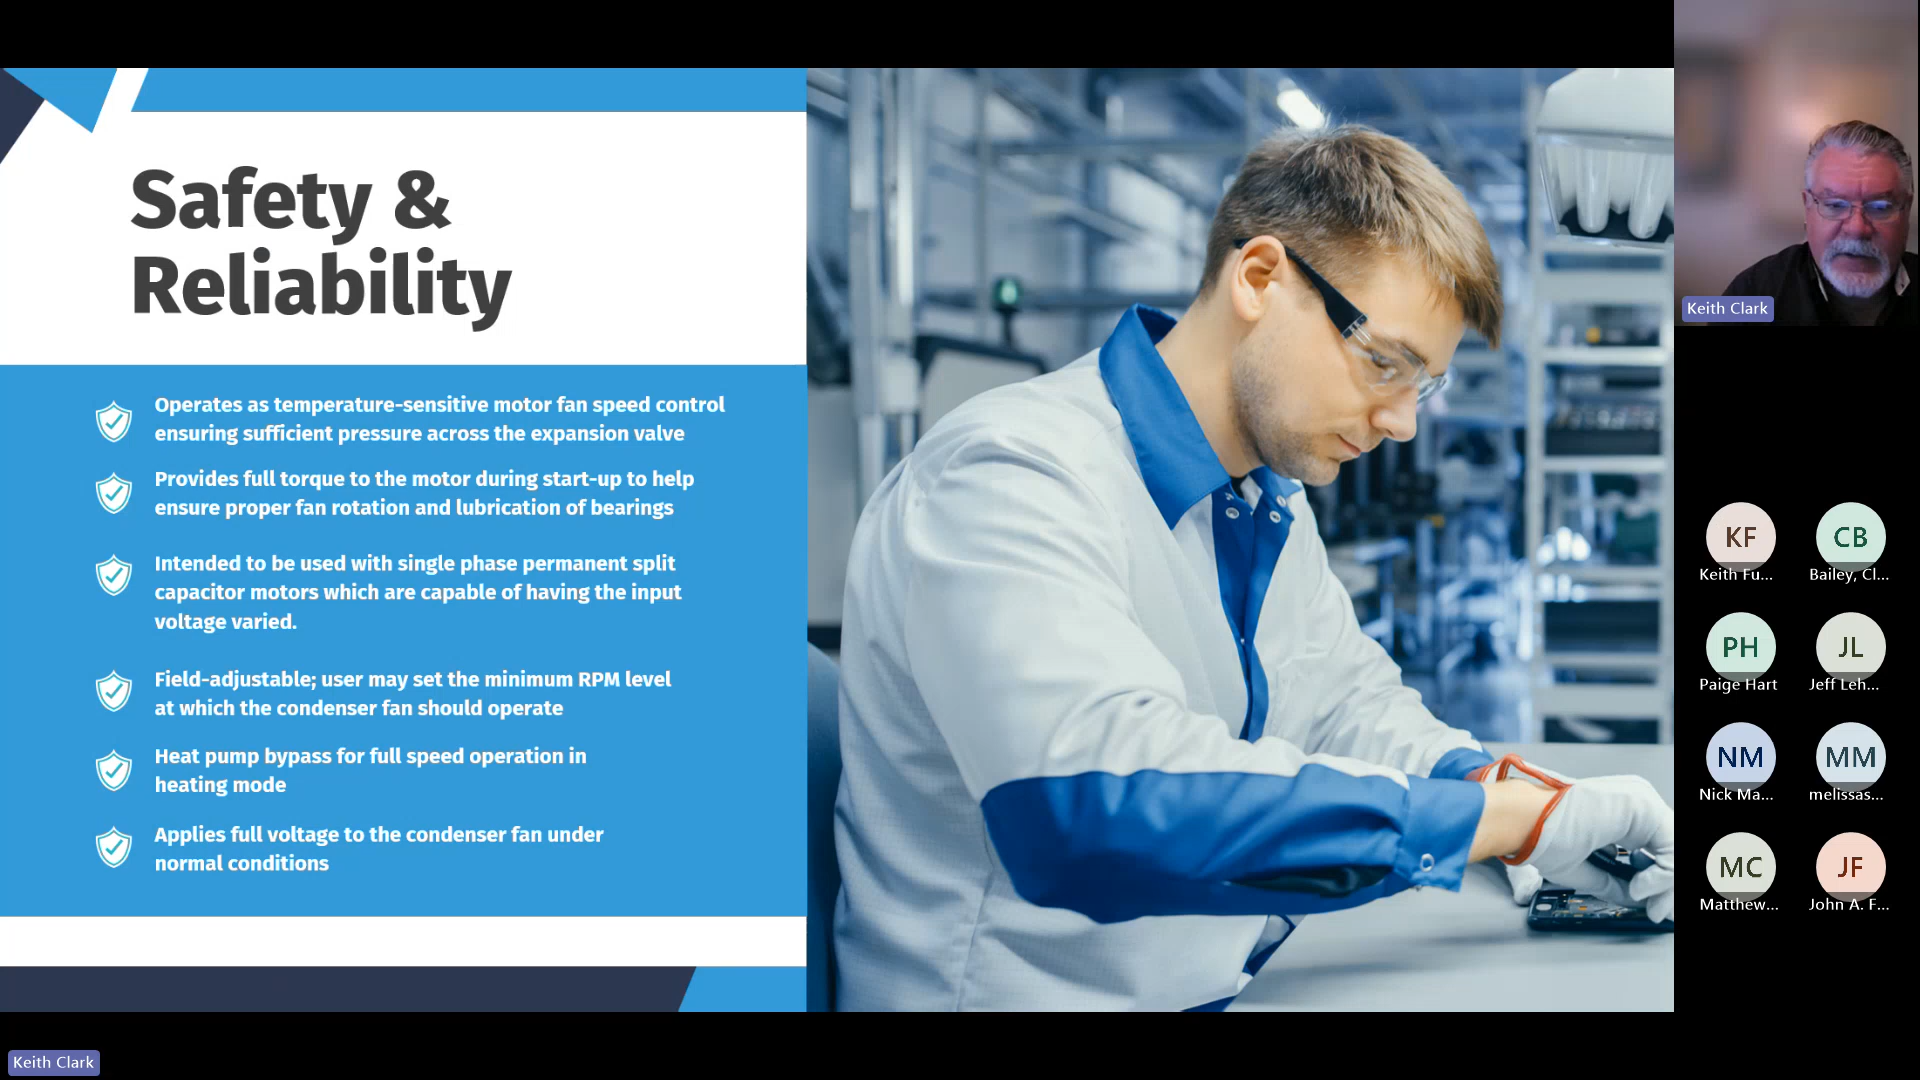 Safety &
Reliability
Operates as temperature-sensitive motor fan speed control
ensuring sufficient pressure across the expansion valve
Provides full torque to the motor during start-up to help
ensure proper fan rotation and lubrication of bearings
Intended to be used with single phase permanent split
capacitor motors which are capable of having the input
voltage varied.
Field-adjustable; user may set the minimum RPM level
at which the condenser fan should operate
Heat pump bypass for full speed operation in
heating mode
Applies full voltage to the condenser fan under
normal conditions
Keith Clark
KF
CB
Keith Fu...
Bailey, Cl...
PH
JL
Paige Hart
Jeff Leh...
NM
MM
Nick Ma...
melissas...
MC
JF
Matthew...
John A. F...
Keith Clark